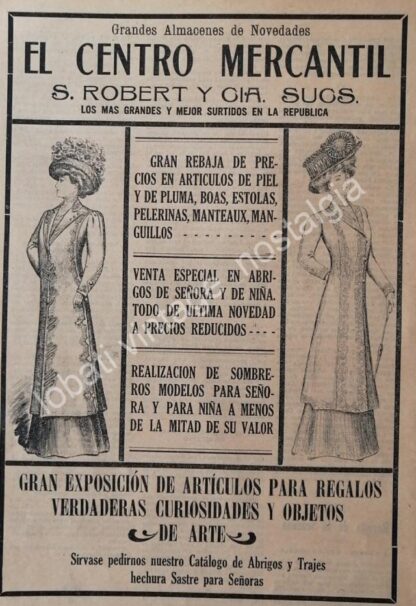 Grandes Almacenes de Novedades
EL CENTRO MERCANTIL
S. ROBERT Y CIA. SUCS.
LOS MAS GRANDES Y MEJOR SURTIDOS EN LA REPUBLICA
GRAN REBAJA DE PRE-
CIOS EN ARTICULOS DE PIEL
Y DE PLUMA, BOAS, ESTOLAS,
PELERINAS, MANTEAUX, MAN-
GUILLOS - - - - - - - - -
VENTA ESPECIAL EN ABRI-
GOS DE SEÑORA Y DE NIÑA.
TODO DE ULTIMA NOVEDAD
A PRECIOS REDUCIDOS - - - -
REALIZACION DE SOMBRE-
ROS MODELOS PARA SEÑO-
RA Y PARA NIÑA A MENOS
DE LA MITAD DE SU VALOR
GRAN EXPOSICIÓN DE ARTÍCULOS PARA REGALOS
VERDADERAS CURIOSIDADES Y OBJETOS
DE ARTE
Sirvase pedirnos nuestro Catálogo de Abrigos y Trajes
hechura Sastre para Señoras
lobati vintage nostalgia